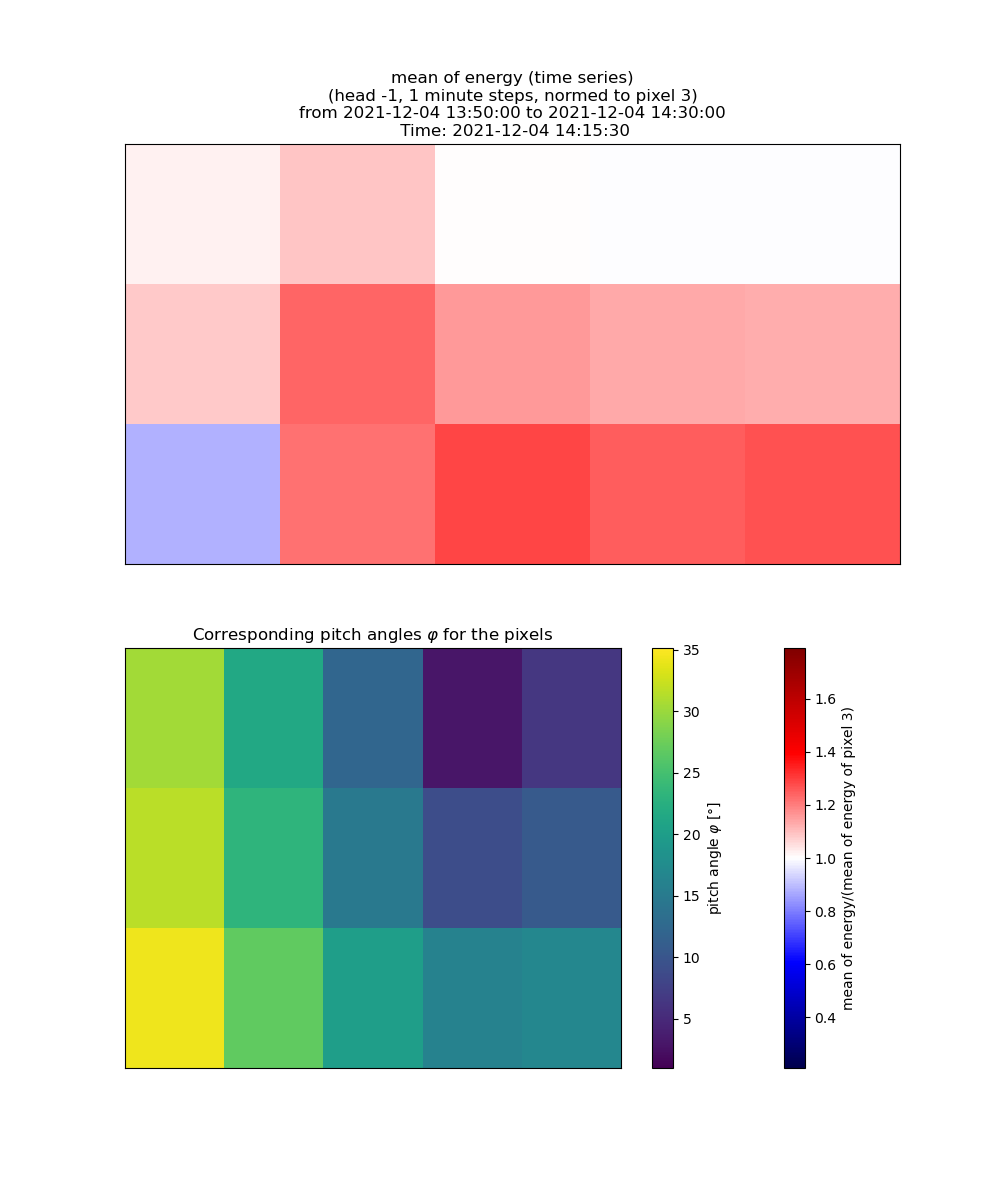 mean of energy (time series)
(head -1, 1 minute steps, normed to pixel 3)
from 2021-12-04 13:50:00 to 2021-12-04 14:30:00
Time: 2021-12-04 14:15:30
Corresponding pitch angles φ for the pixels
35
30
25
20
15
10
5
pitch angle φ [°]
1.6
1.4
1.2
1.0
0.8
0.6
0.4
mean of energy/(mean of energy of pixel 3)